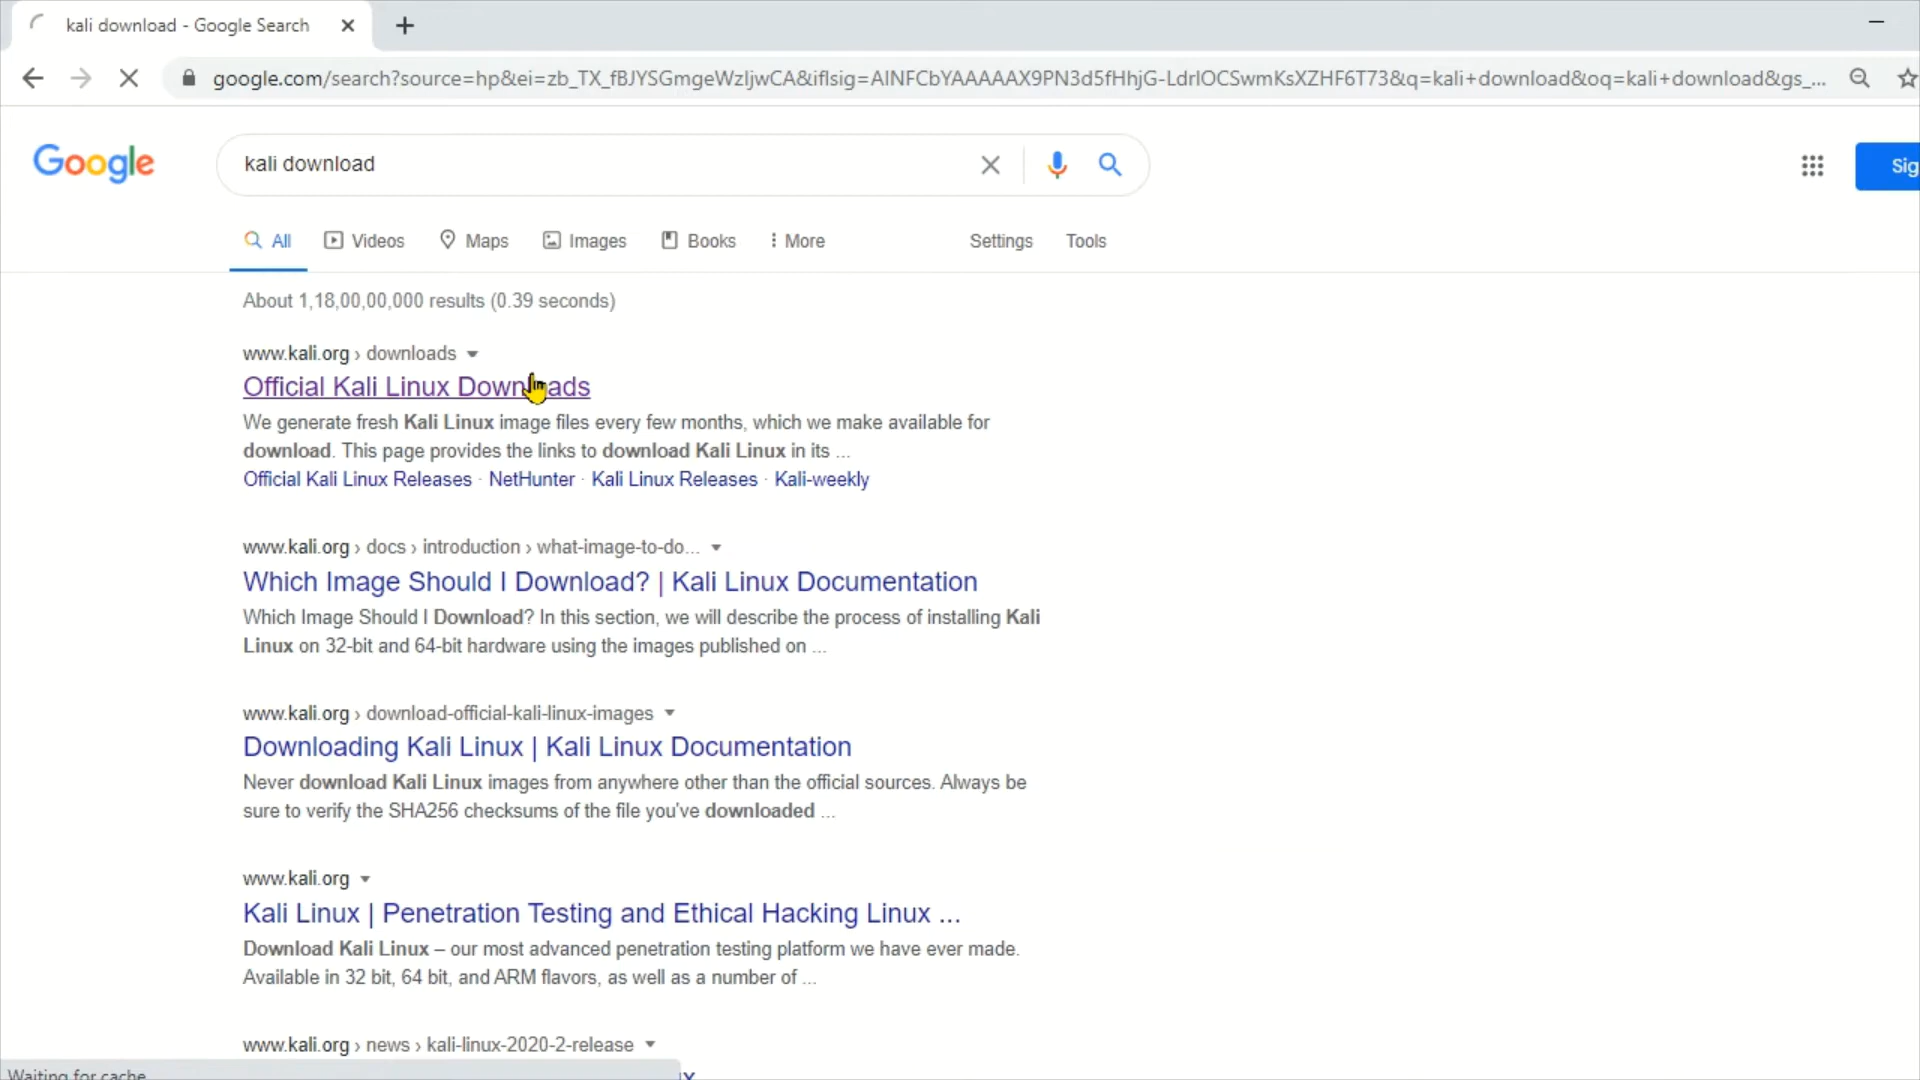 kali download - Google Search
google.com/search?source=hp&ei=zb_TX_fBJYSGmgeWzIjwCA&iflsig=AINFCbYAAAAAX9PN3d5fHhjG-LdrIOCSwmKsXZHF6T73&q=kali+download&oq=kali+download&gs_...
Google
kali download
Sig
All Videos Maps Images Books More Settings Tools
About 1,18,00,00,000 results (0.39 seconds)
www.kali.org › downloads
Official Kali Linux Downloads
We generate fresh Kali Linux image files every few months, which we make available for
download. This page provides the links to download Kali Linux in its ...
Official Kali Linux Releases · NetHunter · Kali Linux Releases · Kali-weekly
www.kali.org › docs › introduction › what-image-to-do...
Which Image Should I Download? | Kali Linux Documentation
Which Image Should I Download? In this section, we will describe the process of installing Kali
Linux on 32-bit and 64-bit hardware using the images published on ...
www.kali.org › download-official-kali-linux-images
Downloading Kali Linux | Kali Linux Documentation
Never download Kali Linux images from anywhere other than the official sources. Always be
sure to verify the SHA256 checksums of the file you've downloaded ...
www.kali.org
Kali Linux | Penetration Testing and Ethical Hacking Linux ...
Download Kali Linux – our most advanced penetration testing platform we have ever made.
Available in 32 bit, 64 bit, and ARM flavors, as well as a number of ...
www.kali.org › news › kali-linux-2020-2-release
Waiting for cache